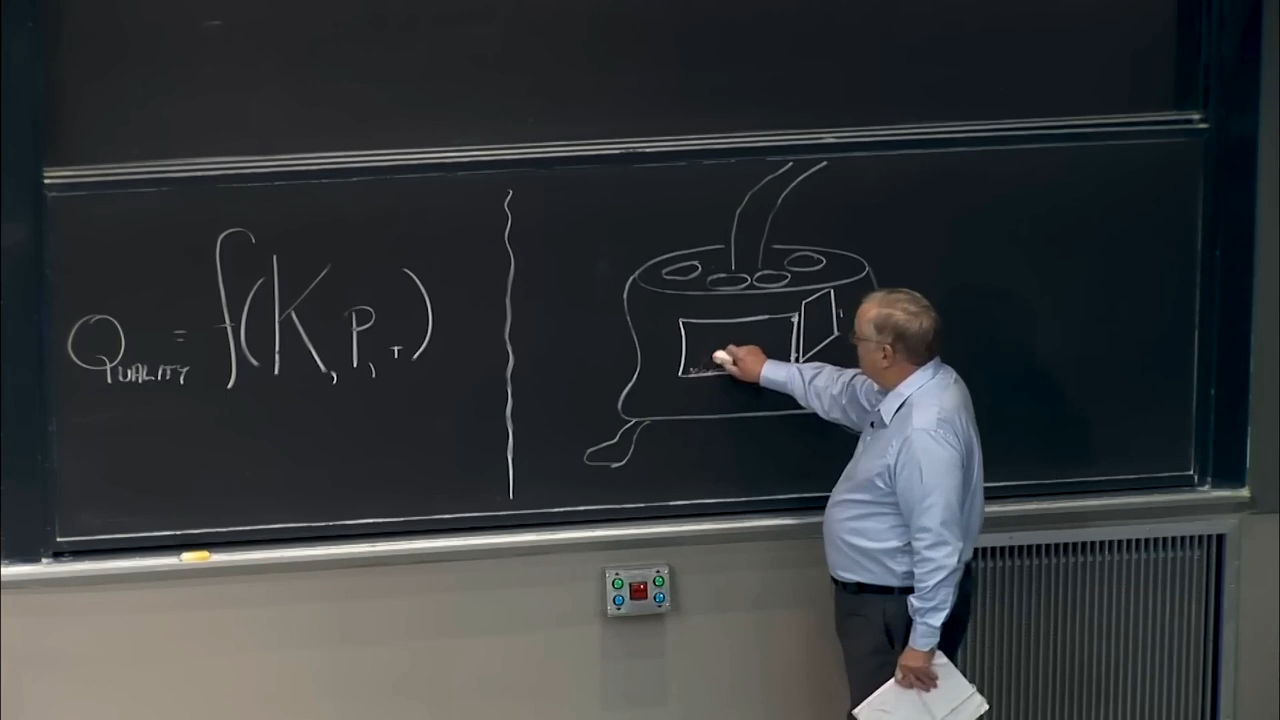 QUALITY = f(K, P, T)